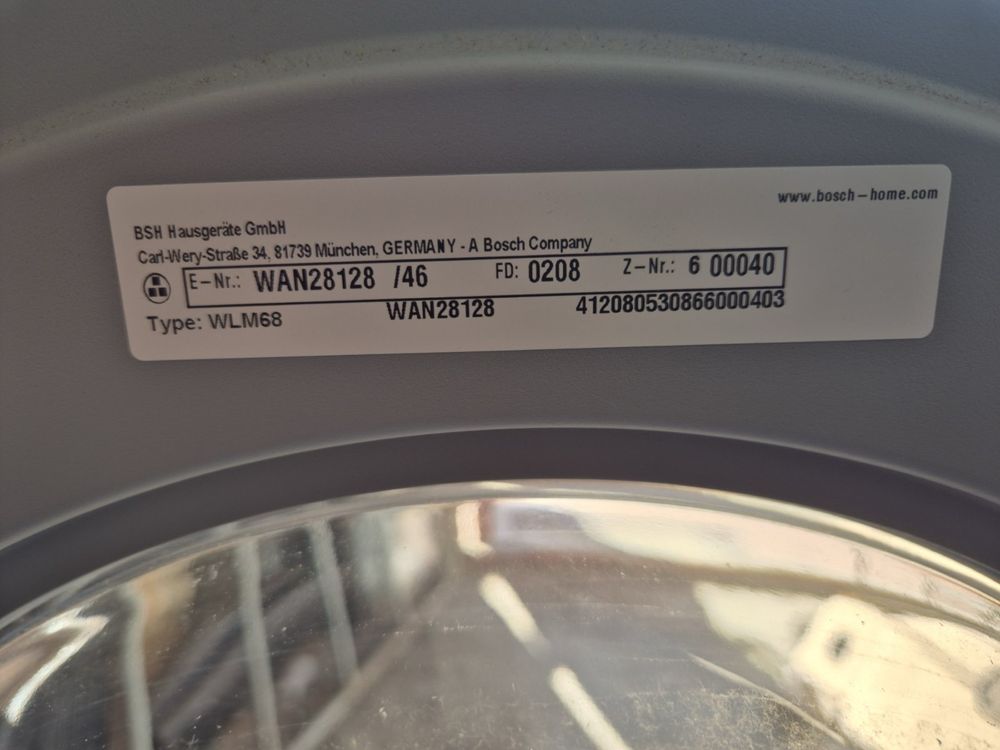 www.bosch-home.com
BSH Hausgeräte GmbH
Carl-Wery-Straße 34, 81739 München, GERMANY - A Bosch Company
E-Nr.: WAN28128 /46 FD: 0208 Z-Nr.: 6 00040
Type: WLM68 WAN28128 412080530866000403